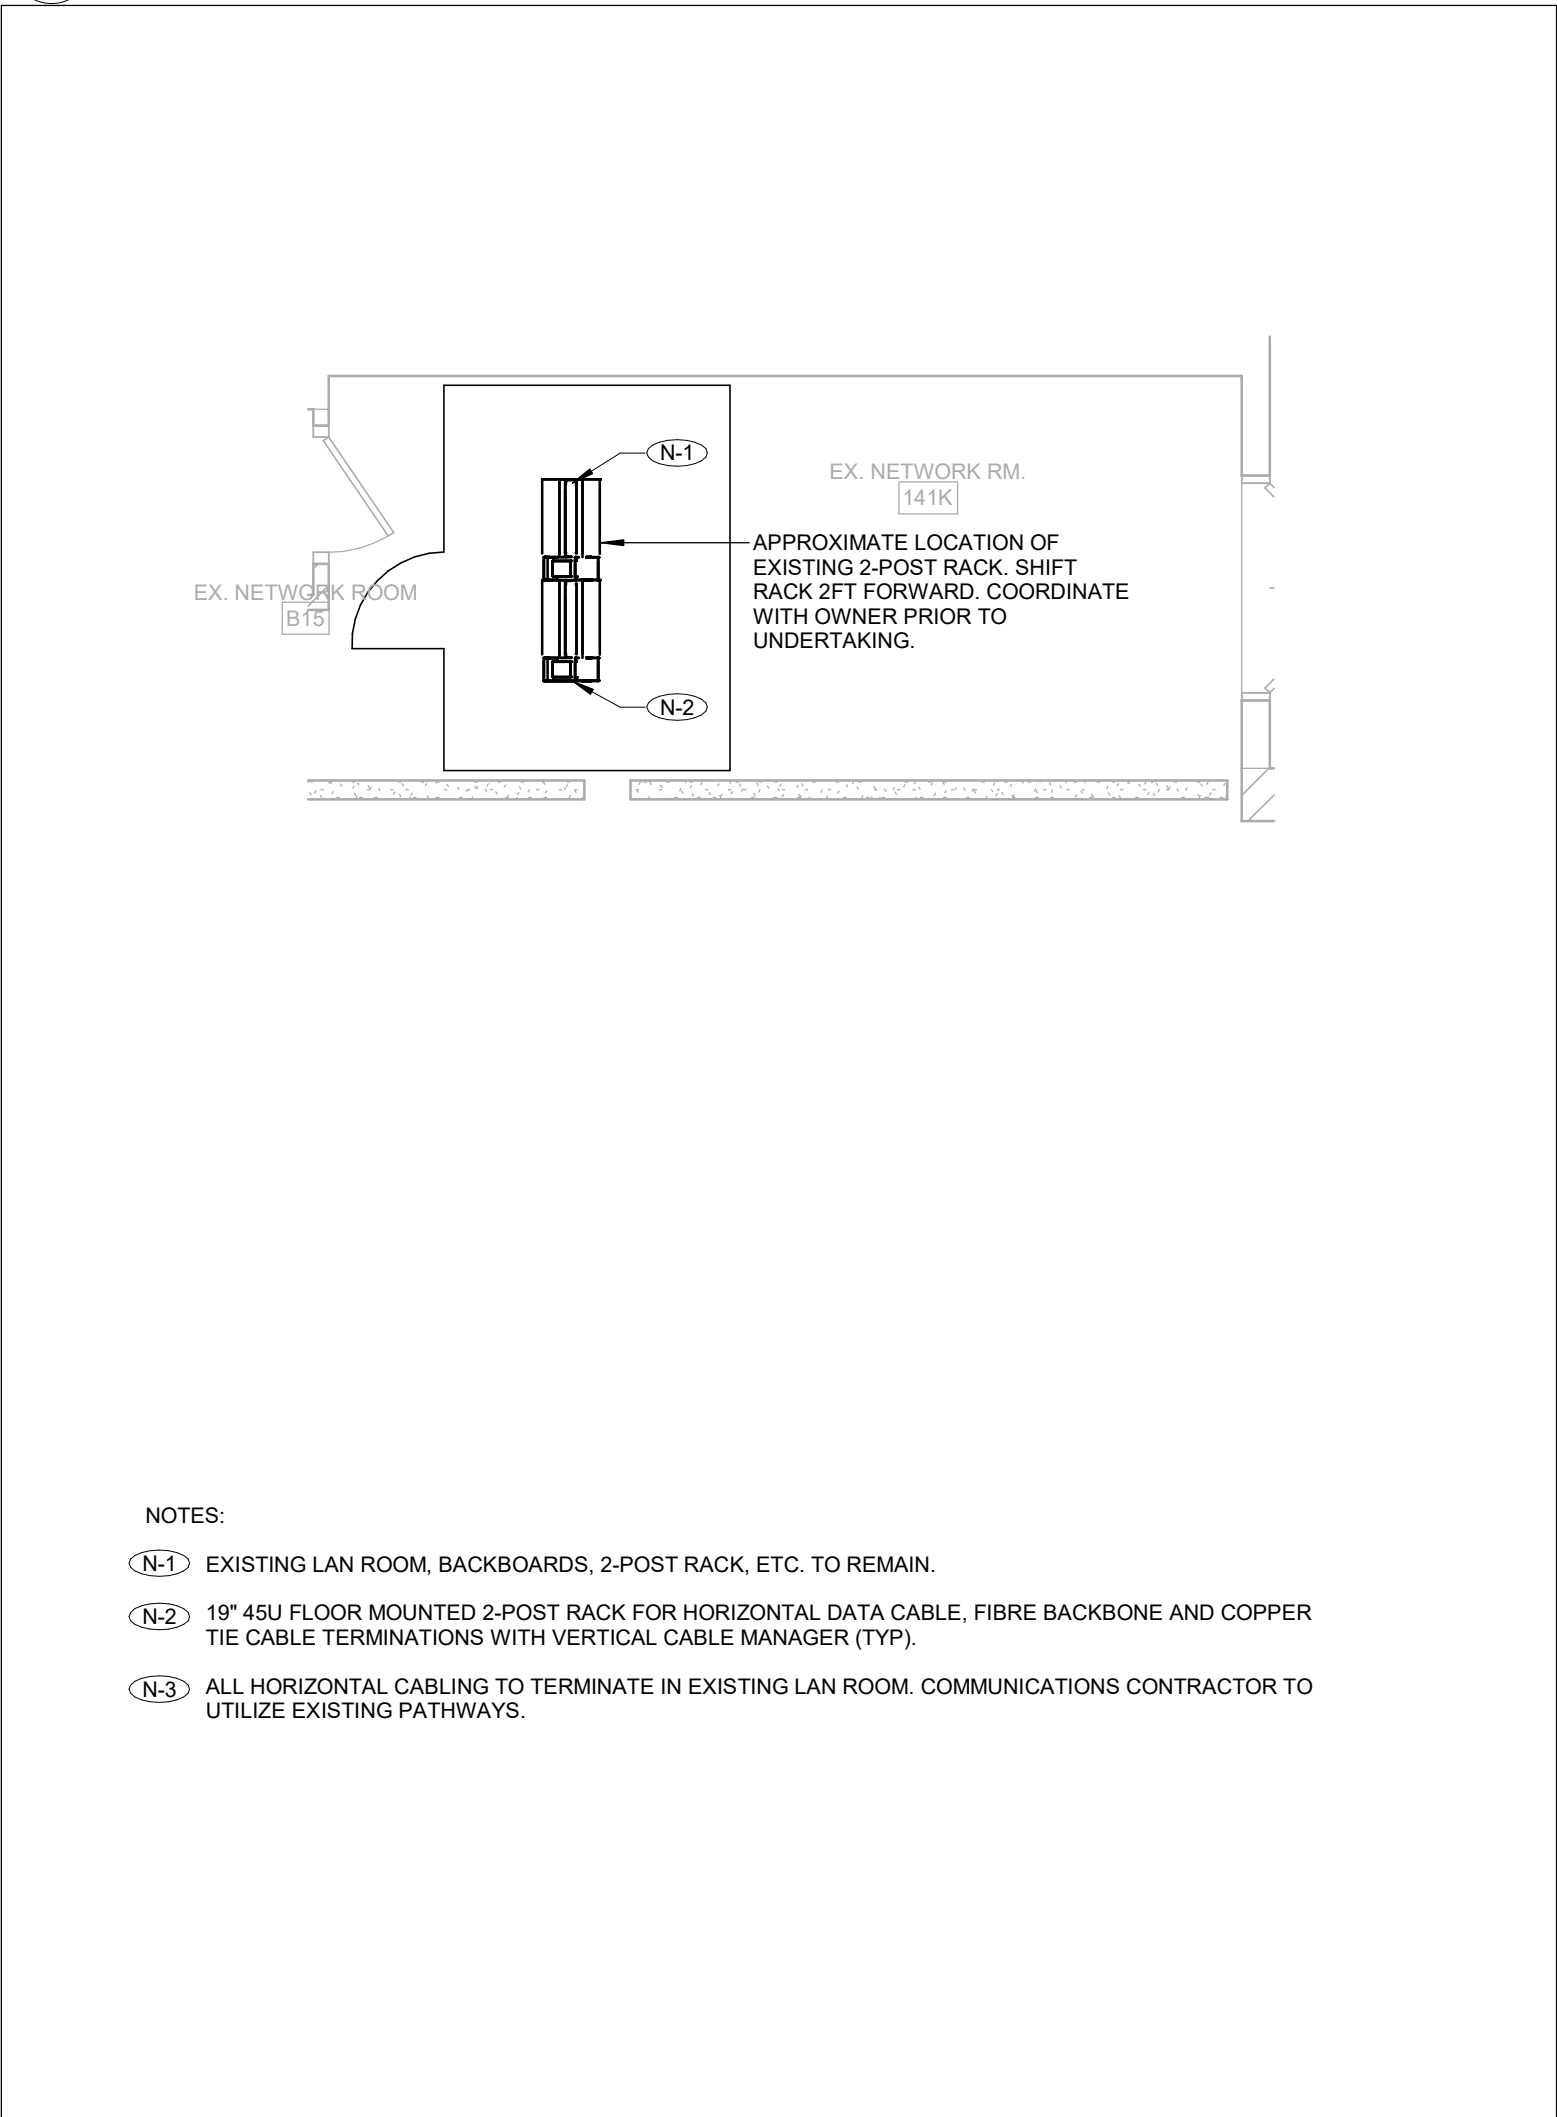 N-1
EX. NETWORK RM.
141K
APPROXIMATE LOCATION OF
EXISTING 2-POST RACK. SHIFT
RACK 2FT FORWARD. COORDINATE
WITH OWNER PRIOR TO
UNDERTAKING.
EX. NETWORK ROOM
B15
N-2
NOTES:
N-1 EXISTING LAN ROOM, BACKBOARDS, 2-POST RACK, ETC. TO REMAIN.
N-2 19" 45U FLOOR MOUNTED 2-POST RACK FOR HORIZONTAL DATA CABLE, FIBRE BACKBONE AND COPPER
TIE CABLE TERMINATIONS WITH VERTICAL CABLE MANAGER (TYP).
N-3 ALL HORIZONTAL CABLING TO TERMINATE IN EXISTING LAN ROOM. COMMUNICATIONS CONTRACTOR TO
UTILIZE EXISTING PATHWAYS.